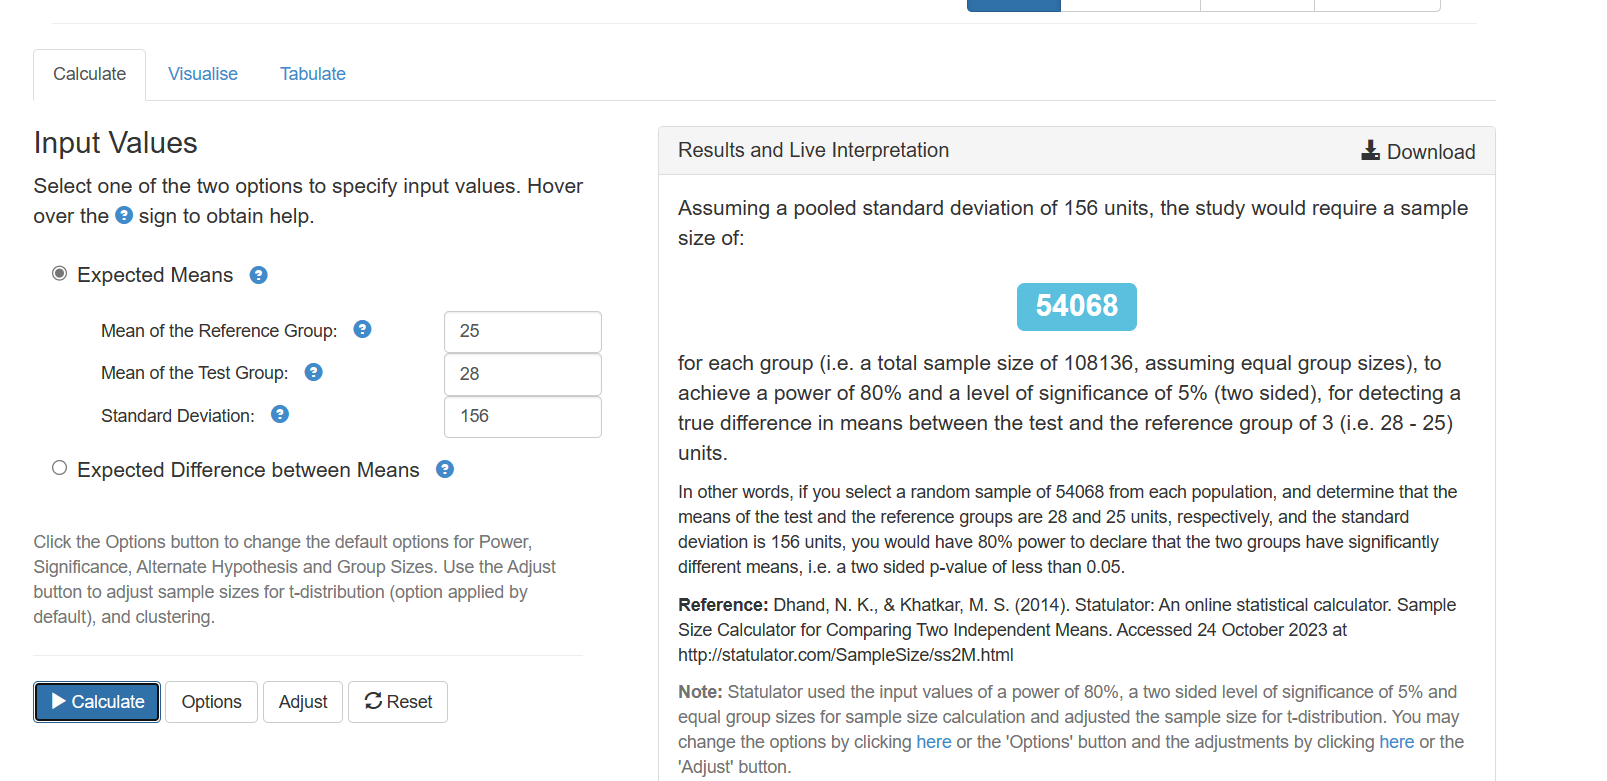 Calculate Visualise Tabulate
Input Values
Select one of the two options to specify input values. Hover
over the ? sign to obtain help.
Expected Means ?
Mean of the Reference Group: ? 25
Mean of the Test Group: ? 28
Standard Deviation: ? 156
Expected Difference between Means ?
Click the Options button to change the default options for Power,
Significance, Alternate Hypothesis and Group Sizes. Use the Adjust
button to adjust sample sizes for t-distribution (option applied by
default), and clustering.
Calculate Options Adjust Reset
Results and Live Interpretation Download
Assuming a pooled standard deviation of 156 units, the study would require a sample
size of:
54068
for each group (i.e. a total sample size of 108136, assuming equal group sizes), to
achieve a power of 80% and a level of significance of 5% (two sided), for detecting a
true difference in means between the test and the reference group of 3 (i.e. 28 - 25)
units.
In other words, if you select a random sample of 54068 from each population, and determine that the
means of the test and the reference groups are 28 and 25 units, respectively, and the standard
deviation is 156 units, you would have 80% power to declare that the two groups have significantly
different means, i.e. a two sided p-value of less than 0.05.
Reference: Dhand, N. K., & Khatkar, M. S. (2014). Statulator: An online statistical calculator. Sample
Size Calculator for Comparing Two Independent Means. Accessed 24 October 2023 at
http://statulator.com/SampleSize/ss2M.html
Note: Statulator used the input values of a power of 80%, a two sided level of significance of 5% and
equal group sizes for sample size calculation and adjusted the sample size for t-distribution. You may
change the options by clicking here or the 'Options' button and the adjustments by clicking here or the
'Adjust' button.